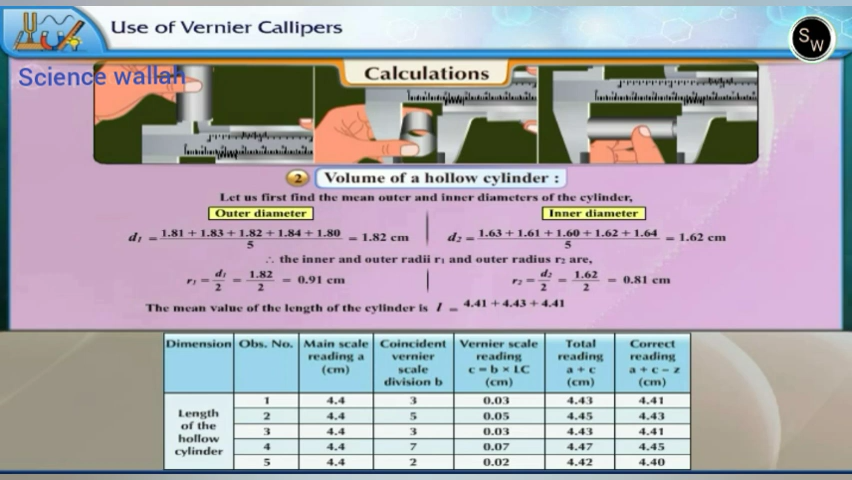 Use of Vernier Callipers
SW
Science wallah
Calculations
2 Volume of a hollow cylinder :
Let us first find the mean outer and inner diameters of the cylinder,
Outer diameter
Inner diameter
d₁ = 1.81 + 1.83 + 1.82 + 1.84 + 1.80 / 5 = 1.82 cm
d₂ = 1.63 + 1.61 + 1.60 + 1.62 + 1.64 / 5 = 1.62 cm
∴ the inner and outer radii r₁ and outer radius r₂ are,
r₁ = d₁ / 2 = 1.82 / 2 = 0.91 cm
r₂ = d₂ / 2 = 1.62 / 2 = 0.81 cm
The mean value of the length of the cylinder is l = 4.41 + 4.43 + 4.41
Dimension Obs. No. Main scale reading a (cm) Coincident vernier scale division b Vernier scale reading c = b × LC (cm) Total reading a + c (cm) Correct reading a + c – z (cm)
Length of the hollow cylinder
1 4.4 3 0.03 4.43 4.41
2 4.4 5 0.05 4.45 4.43
3 4.4 3 0.03 4.43 4.41
4 4.4 7 0.07 4.47 4.45
5 4.4 2 0.02 4.42 4.40